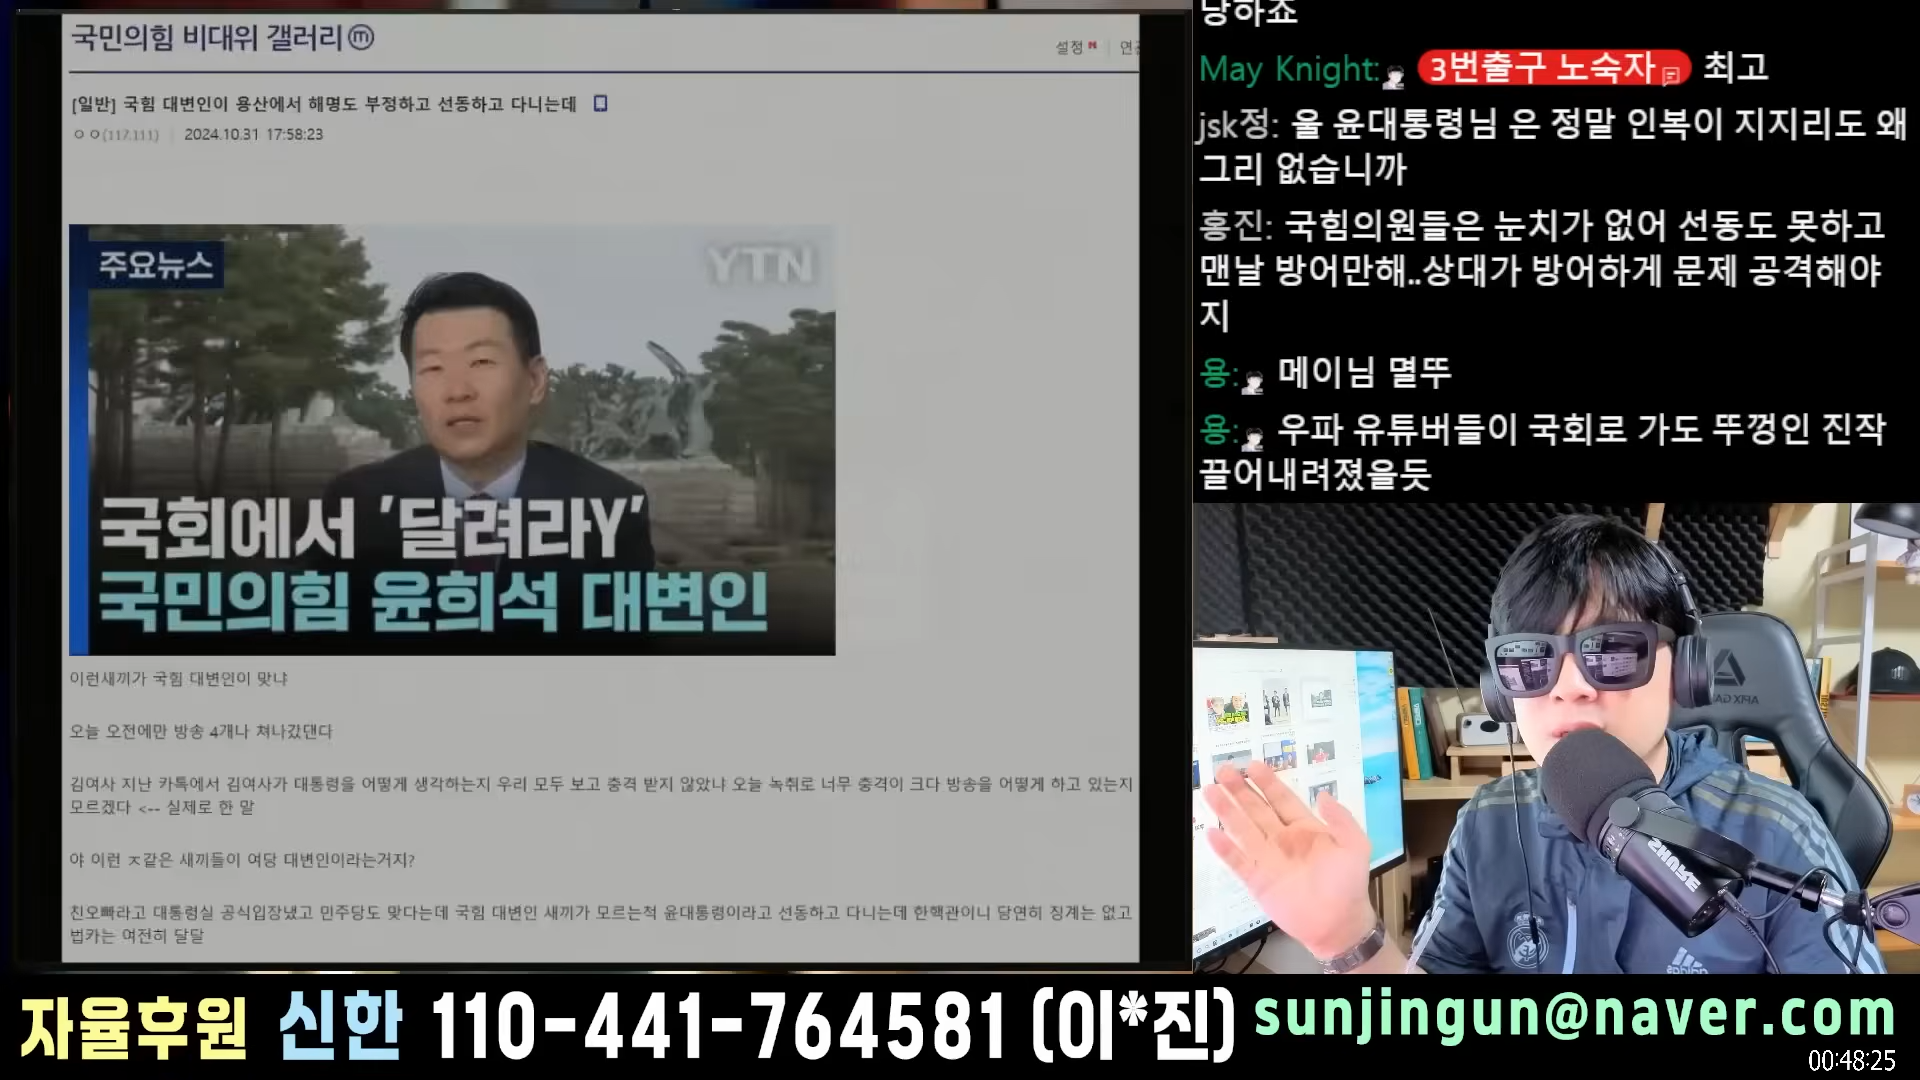 국민의힘 비대위 갤러리ⓜ
설정 N
[일반] 국힘 대변인이 용산에서 해명도 부정하고 선동하고 다니는데
ㅇㅇ(117.111) 2024.10.31 17:58:23
주요뉴스
YTN
국회에서 '달려라Y'
국민의힘 윤희석 대변인
이런새끼가 국힘 대변인이 맞냐
오늘 오전에만 방송 4개나 쳐나갔댄다
김여사 지난 카톡에서 김여사가 대통령을 어떻게 생각하는지 우리 모두 보고 충격 받지 않았냐 오늘 녹취로 너무 충격이 크다 방송을 어떻게 하고 있는지
모르겠다 <-- 실제로 한 말
야 이런 ㅈ같은 새끼들이 여당 대변인이라는거지?
친오빠라고 대통령실 공식입장냈고 민주당도 맞다는데 국힘 대변인 새끼가 모르는척 윤대통령이라고 선동하고 다니는데 한핵관이니 당연히 징계는 없고
법카는 여전히 달달
당하죠
May Knight: 3번출구 노숙자 최고
jsk정: 울 윤대통령님 은 정말 인복이 지지리도 왜
그리 없습니까
홍진: 국힘의원들은 눈치가 없어 선동도 못하고
맨날 방어만해..상대가 방어하게 문제 공격해야
지
용: 메이님 멸뚜
용: 우파 유튜버들이 국회로 가도 뚜껑인 진작
끌어내려졌을듯
SHURE
adidas
자율후원 신한 110-441-764581 (이*진) sunjingun@naver.com
00:48:25